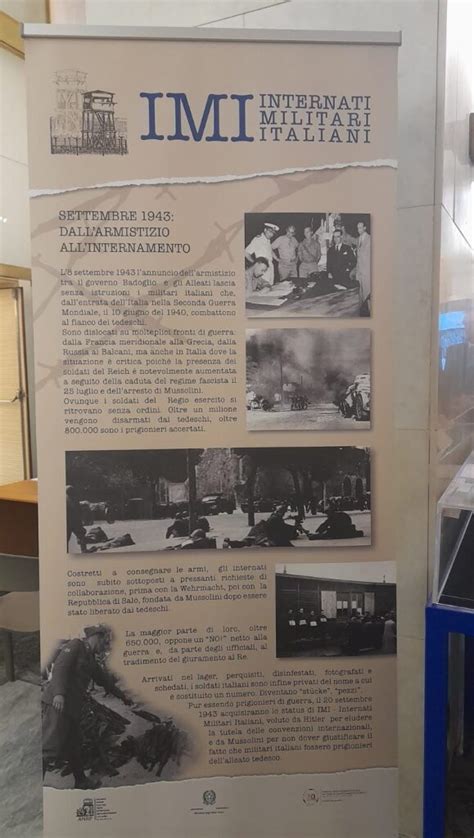 IMI INTERNATI
MILITARI
ITALIANI
SETTEMBRE 1943:
DALL'ARMISTIZIO
ALL'INTERNAMENTO
L'8 settembre 1943 l'annuncio dell'armistizio
tra il governo Badoglio e gli Alleati lascia
senza istruzioni i militari italiani che,
dall'entrata dell'Italia nella Seconda Guerra
Mondiale, il 10 giugno del 1940, combattono
al fianco dei tedeschi.
Sono dislocati su molteplici fronti di guerra:
dalla Francia meridionale alla Grecia, dalla
Russia ai Balcani, ma anche in Italia dove la
situazione è critica poiché la presenza dei
soldati del Reich è notevolmente aumentata
a seguito della caduta del regime fascista il
25 luglio e dell'arresto di Mussolini.
Ovunque i soldati del Regio esercito si
ritrovano senza ordini. Oltre un milione
vengono disarmati dai tedeschi, oltre
800.000 sono i prigionieri accertati.
Costretti a consegnare le armi, gli internati
sono subito sottoposti a pressanti richieste di
collaborazione, prima con la Wehrmacht, poi con la
Repubblica di Salò, fondata da Mussolini dopo essere
stato liberato dai tedeschi.
La maggior parte di loro, oltre
650.000, oppone un "NO!" netto alla
guerra e, da parte degli ufficiali, al
tradimento del giuramento al Re.
Arrivati nei lager, perquisiti, disinfestati, fotografati e
schedati, i soldati italiani sono infine privati del nome a cui
è sostituito un numero. Diventano "stücke", "pezzi".
Pur essendo prigionieri di guerra, il 20 settembre
1943 acquisiranno lo status di IMI - Internati
Militari Italiani, voluto da Hitler per eludere
la tutela delle convenzioni internazionali,
e da Mussolini per non dover giustificare il
fatto che militari italiani fossero prigionieri
dell'alleato tedesco.